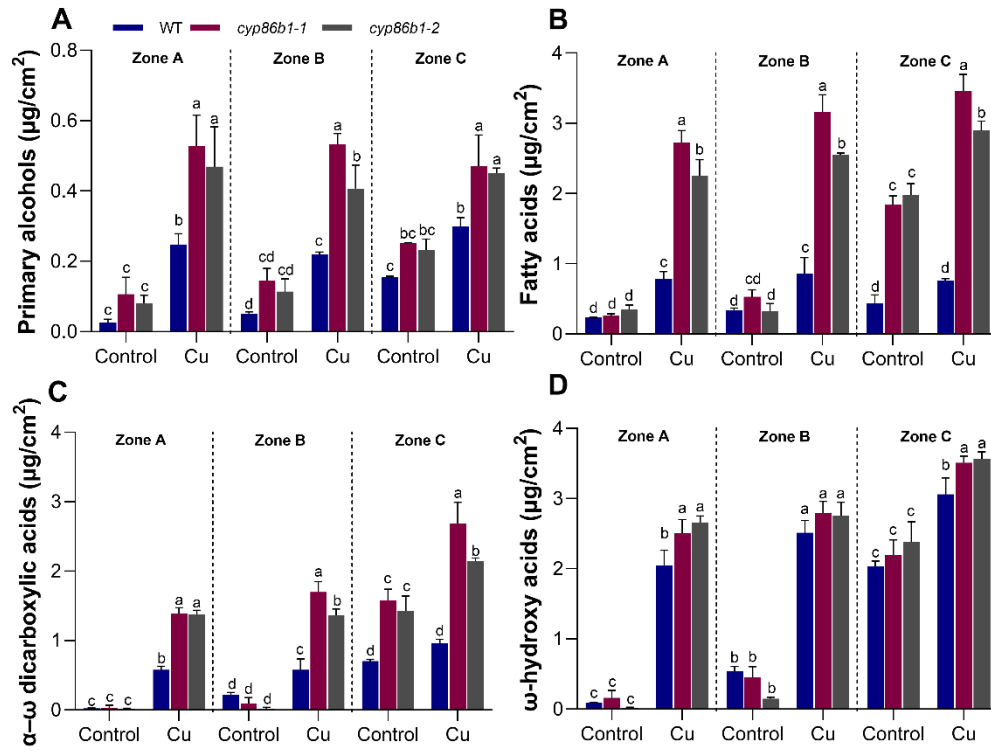 A
WT cyp86b1-1 cyp86b1-2
Primary alcohols (µg/cm²)
0.8
0.6
0.4
0.2
0.0
Zone A Zone B Zone C
c c c b a a d cd cd c a b c bc bc b a a
Control Cu Control Cu Control Cu
B
Fatty acids (µg/cm²)
4
3
2
1
0
Zone A Zone B Zone C
d d d c a b d cd d c a b d c c d a b
Control Cu Control Cu Control Cu
C
α–ω dicarboxylic acids (µg/cm²)
4
3
2
1
0
Zone A Zone B Zone C
c c c b a a d d d c a b d c c d a b
Control Cu Control Cu Control Cu
D
ω-hydroxy acids (µg/cm²)
4
3
2
1
0
Zone A Zone B Zone C
c c c b a a b b b a a a c c c b a a
Control Cu Control Cu Control Cu